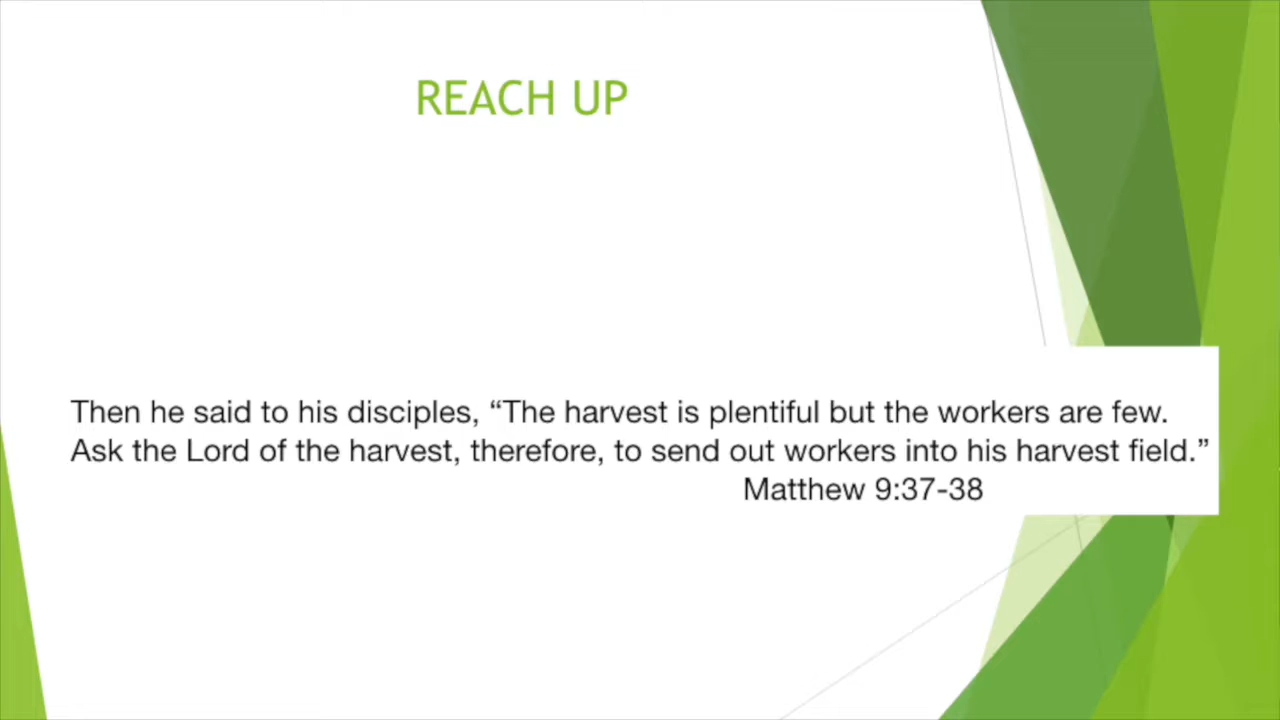 REACH UP
Then he said to his disciples, “The harvest is plentiful but the workers are few.
Ask the Lord of the harvest, therefore, to send out workers into his harvest field.”
Matthew 9:37-38